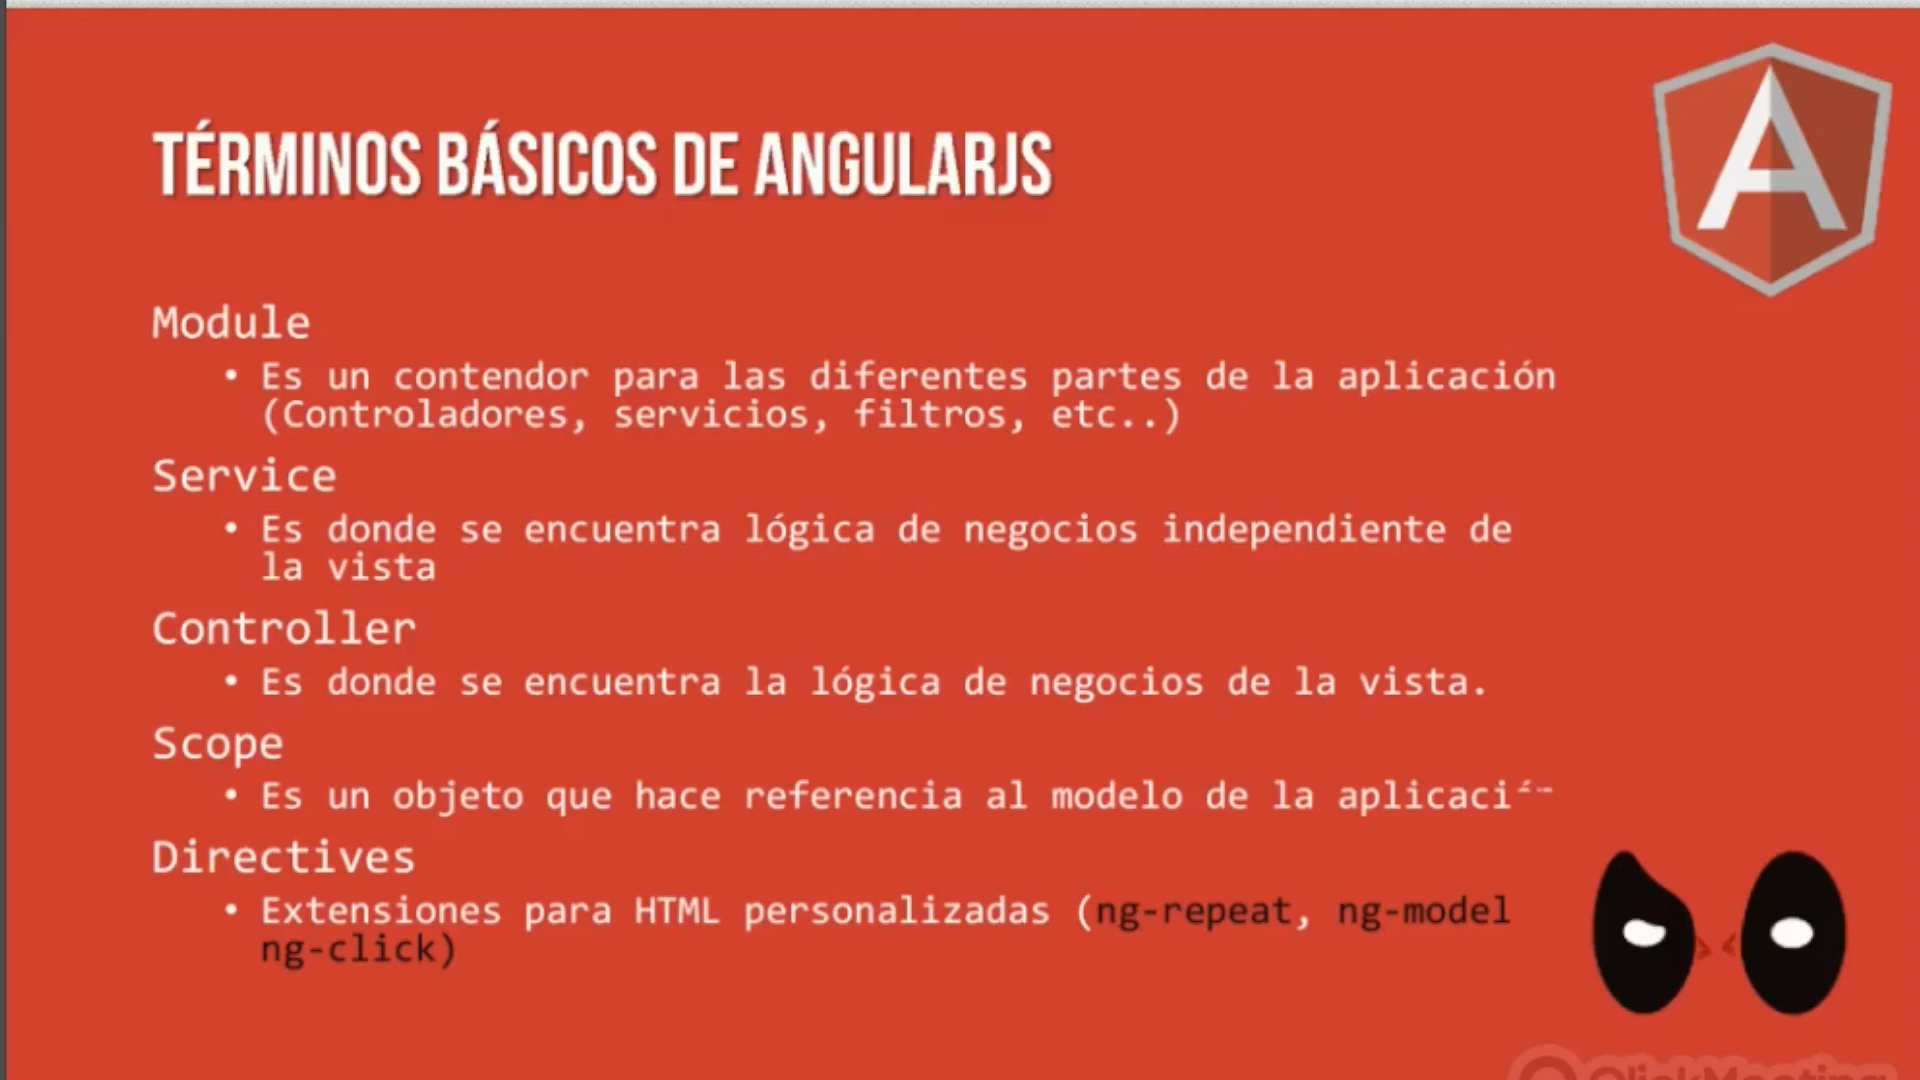 TÉRMINOS BÁSICOS DE ANGULARJS
Module
• Es un contendor para las diferentes partes de la aplicación
(Controladores, servicios, filtros, etc..)
Service
• Es donde se encuentra lógica de negocios independiente de
la vista
Controller
• Es donde se encuentra la lógica de negocios de la vista.
Scope
• Es un objeto que hace referencia al modelo de la
Directives
• Extensiones para HTML personalizadas (ng-repeat, ng-model
ng-click)